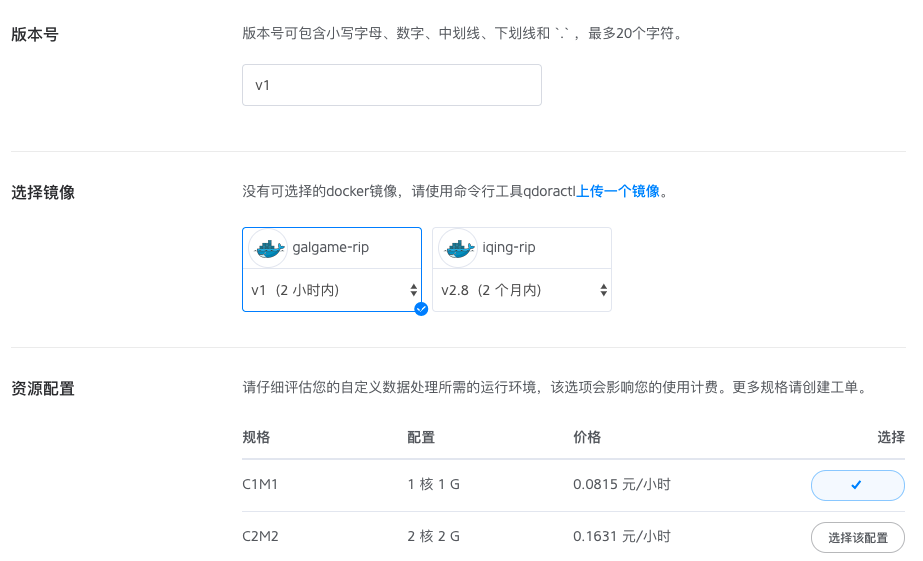 版本号
版本号可包含小写字母、数字、中划线、下划线和 `.` ，最多20个字符。
v1
选择镜像
没有可选择的docker镜像，请使用命令行工具qdoractl上传一个镜像。
galgame-rip
iqing-rip
v1（2 小时内）
v2.8（2 个月内）
资源配置
请仔细评估您的自定义数据处理所需的运行环境，该选项会影响您的使用计费。更多规格请创建工单。
规格 配置 价格 选择
C1M1 1 核 1 G 0.0815 元/小时
C2M2 2 核 2 G 0.1631 元/小时 选择该配置